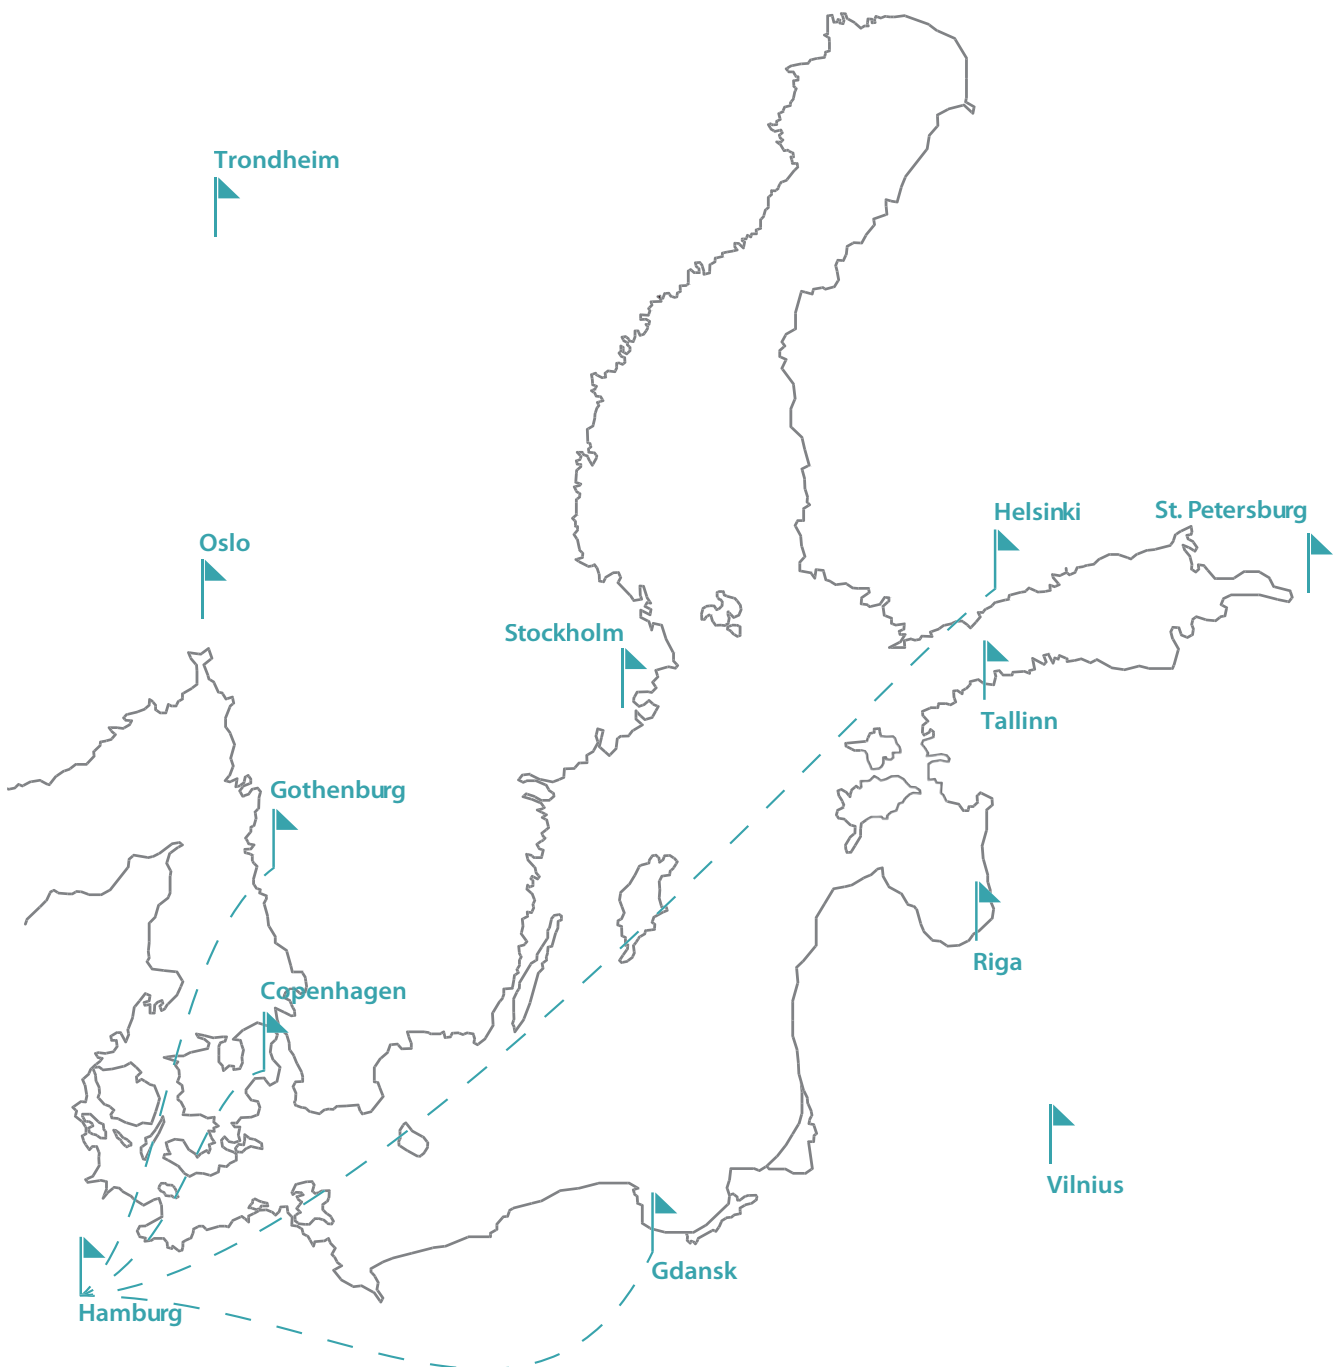 Trondheim
Helsinki
St. Petersburg
Oslo
Stockholm
Tallinn
Gothenburg
Riga
Copenhagen
Vilnius
Gdansk
Hamburg